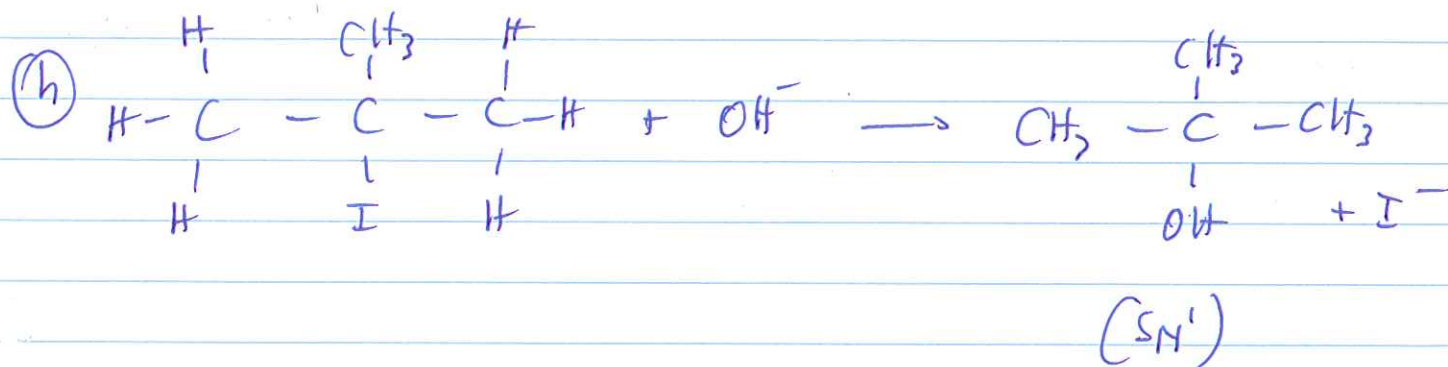 H CH3 H
(h) H - C - C - C - H + OH⁻ → CH3 - C - CH3
CH3
H I H OH + I⁻
(SN¹)